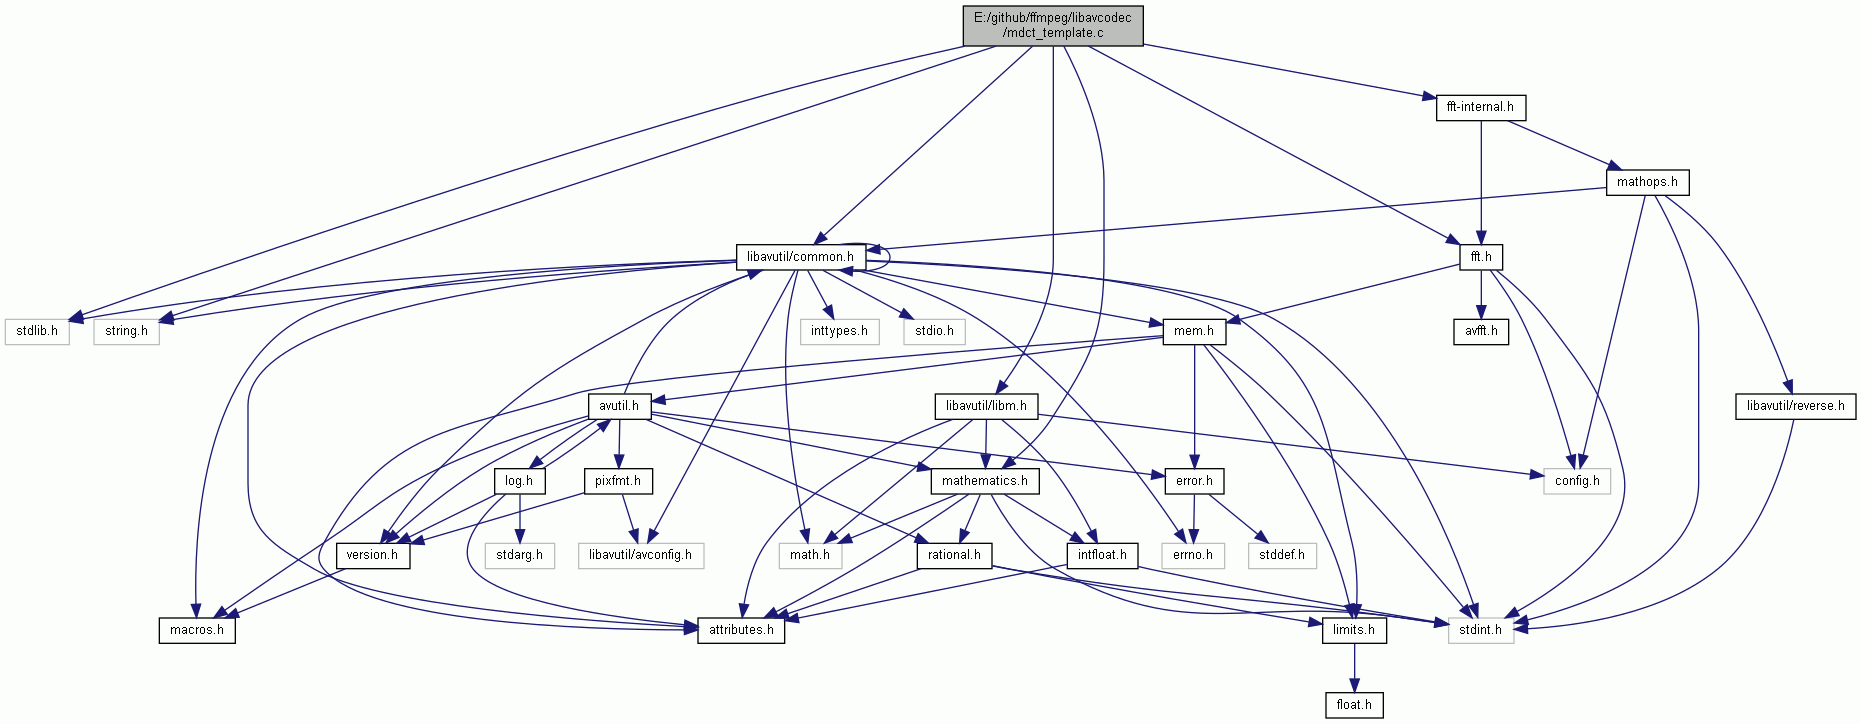 E:/github/ffmpeg/libavcodec
/mdct_template.c
fft-internal.h
mathops.h
libavutil/common.h
fft.h
stdlib.h
string.h
inttypes.h
stdio.h
mem.h
avfft.h
avutil.h
libavutil/libm.h
libavutil/reverse.h
log.h
pixfmt.h
mathematics.h
error.h
config.h
version.h
stdarg.h
libavutil/avconfig.h
math.h
rational.h
intfloat.h
errno.h
stddef.h
macros.h
attributes.h
limits.h
stdint.h
float.h